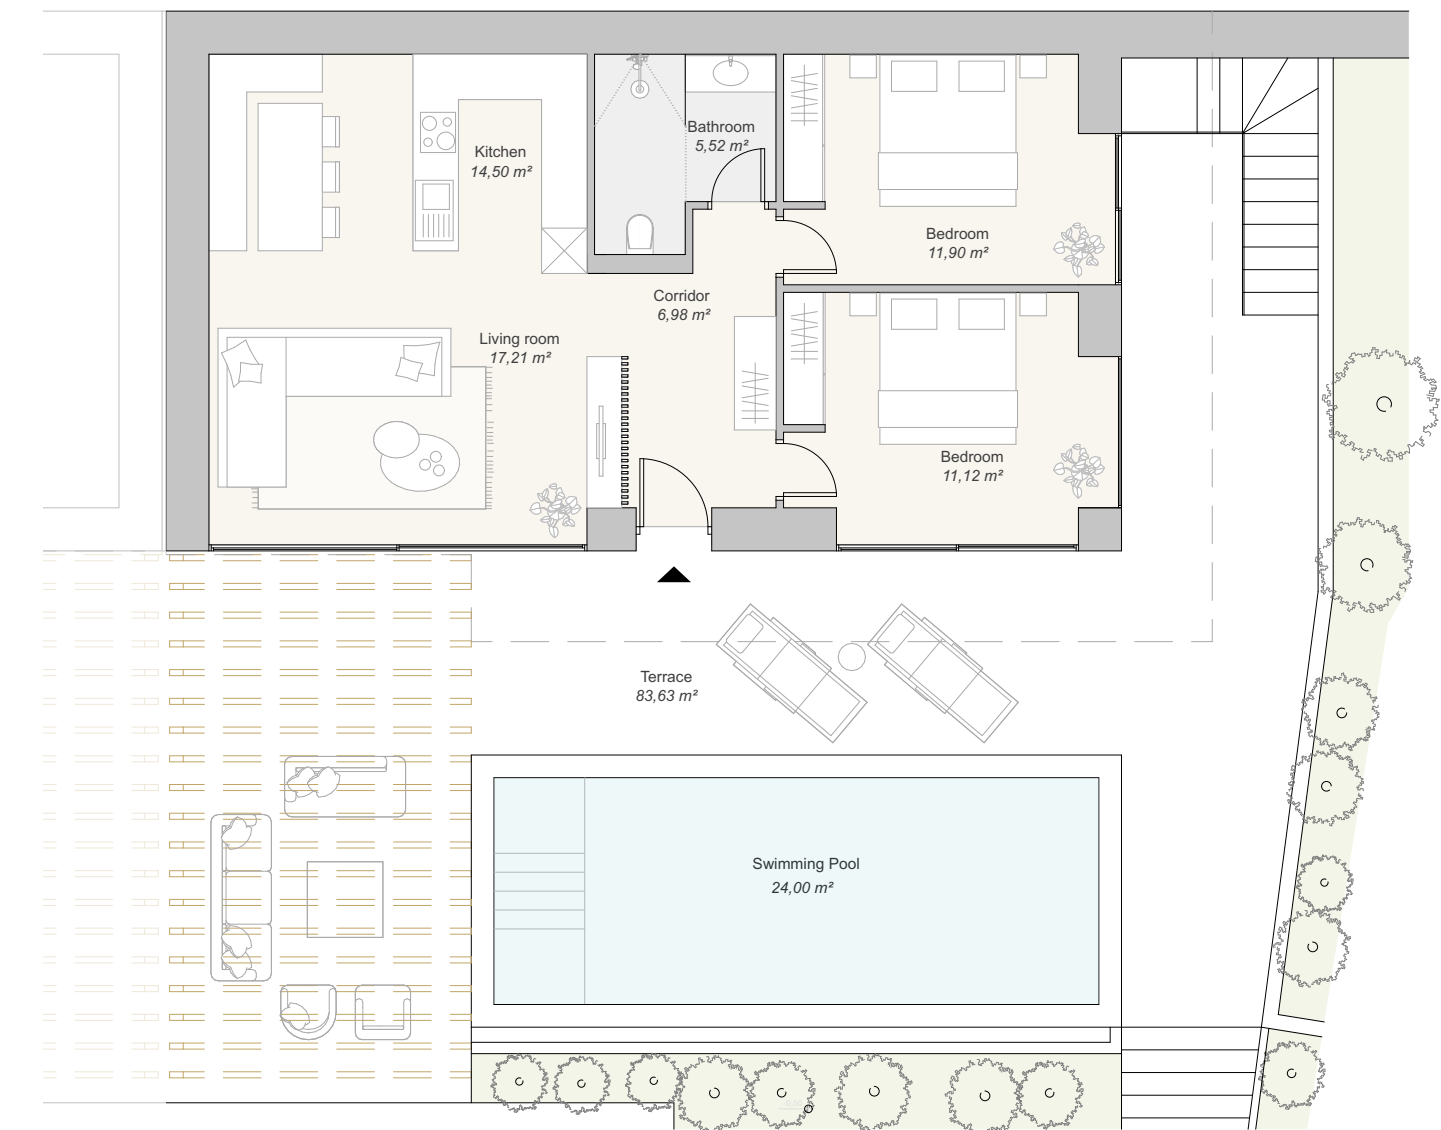 Kitchen
14,50 m²
Bathroom
5,52 m²
Bedroom
11,90 m²
Corridor
6,98 m²
Living room
17,21 m²
Bedroom
11,12 m²
Terrace
83,63 m²
Swimming Pool
24,00 m²